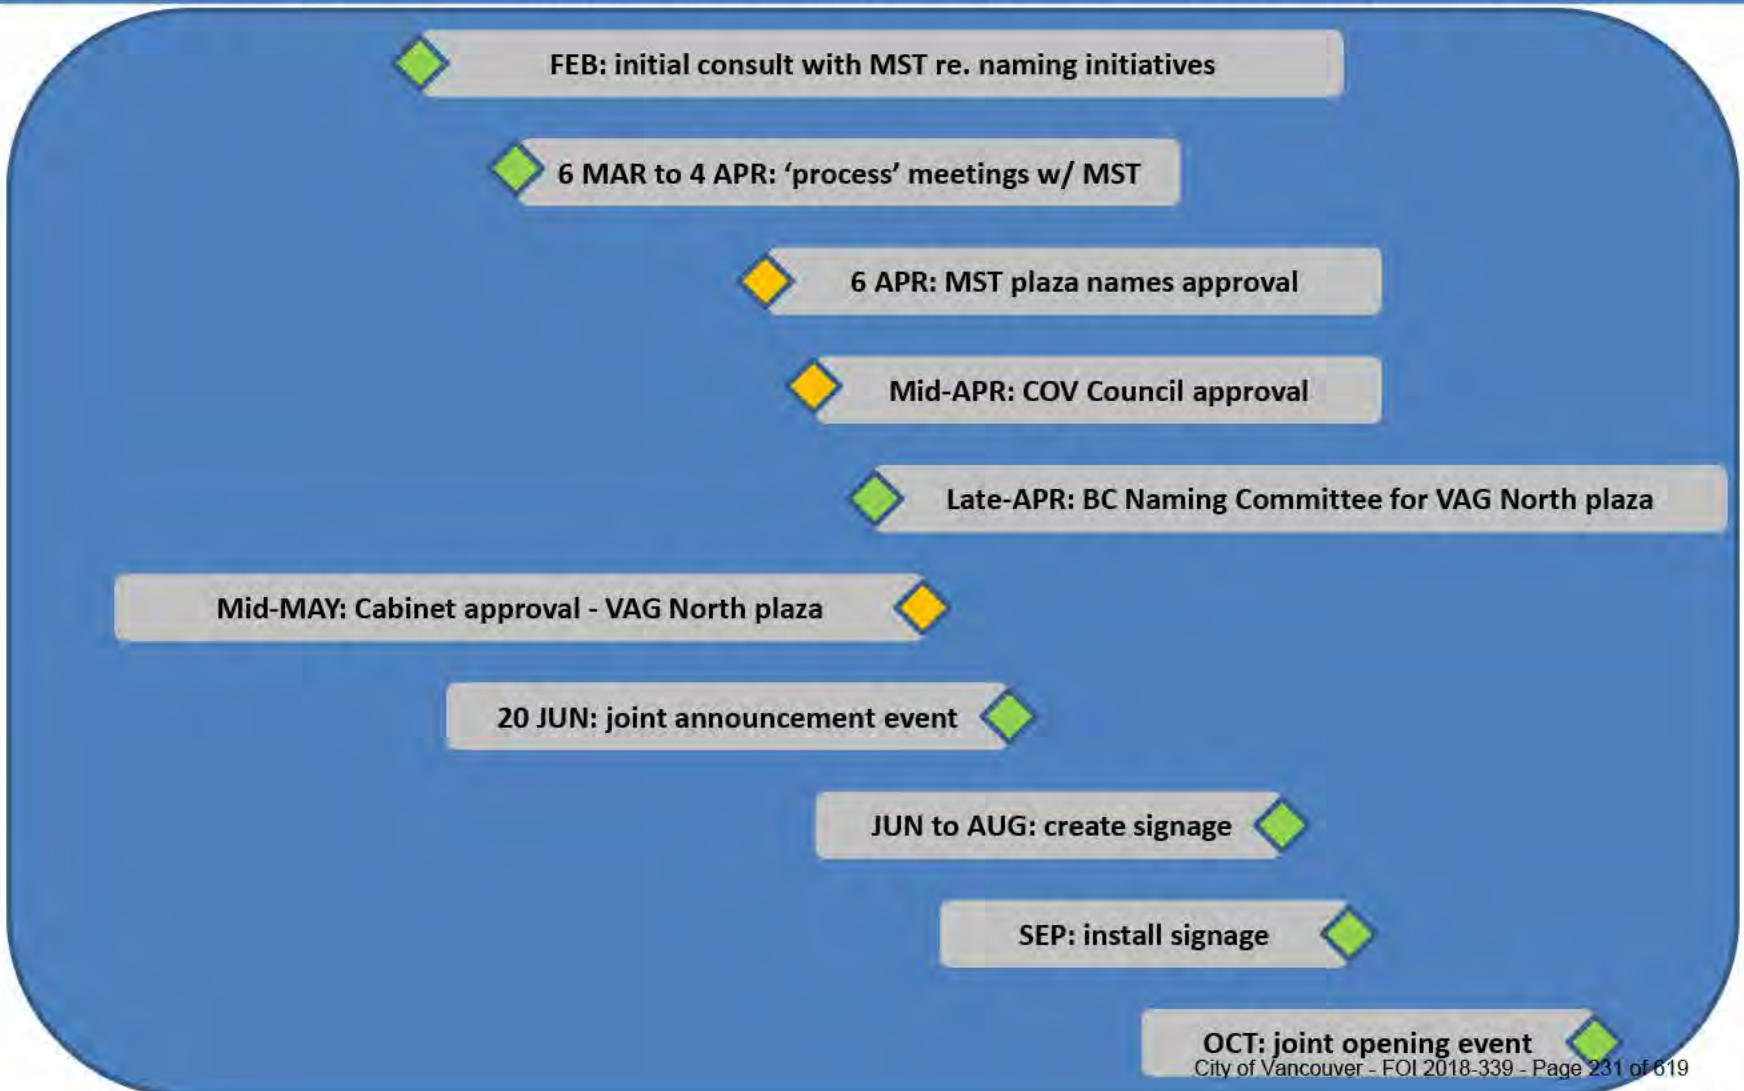 FEB: initial consult with MST re. naming initiatives
6 MAR to 4 APR: ‘process’ meetings w/ MST
6 APR: MST plaza names approval
Mid-APR: COV Council approval
Late-APR: BC Naming Committee for VAG North plaza
Mid-MAY: Cabinet approval - VAG North plaza
20 JUN: joint announcement event
JUN to AUG: create signage
SEP: install signage
OCT: joint opening event
City of Vancouver - FOI 2018-339 - Page 231 of 619